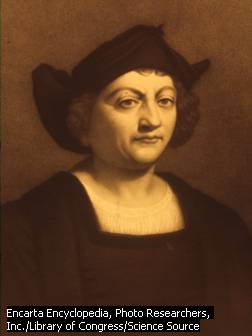 Encarta Encyclopedia, Photo Researchers,
Inc./Library of Congress/Science Source